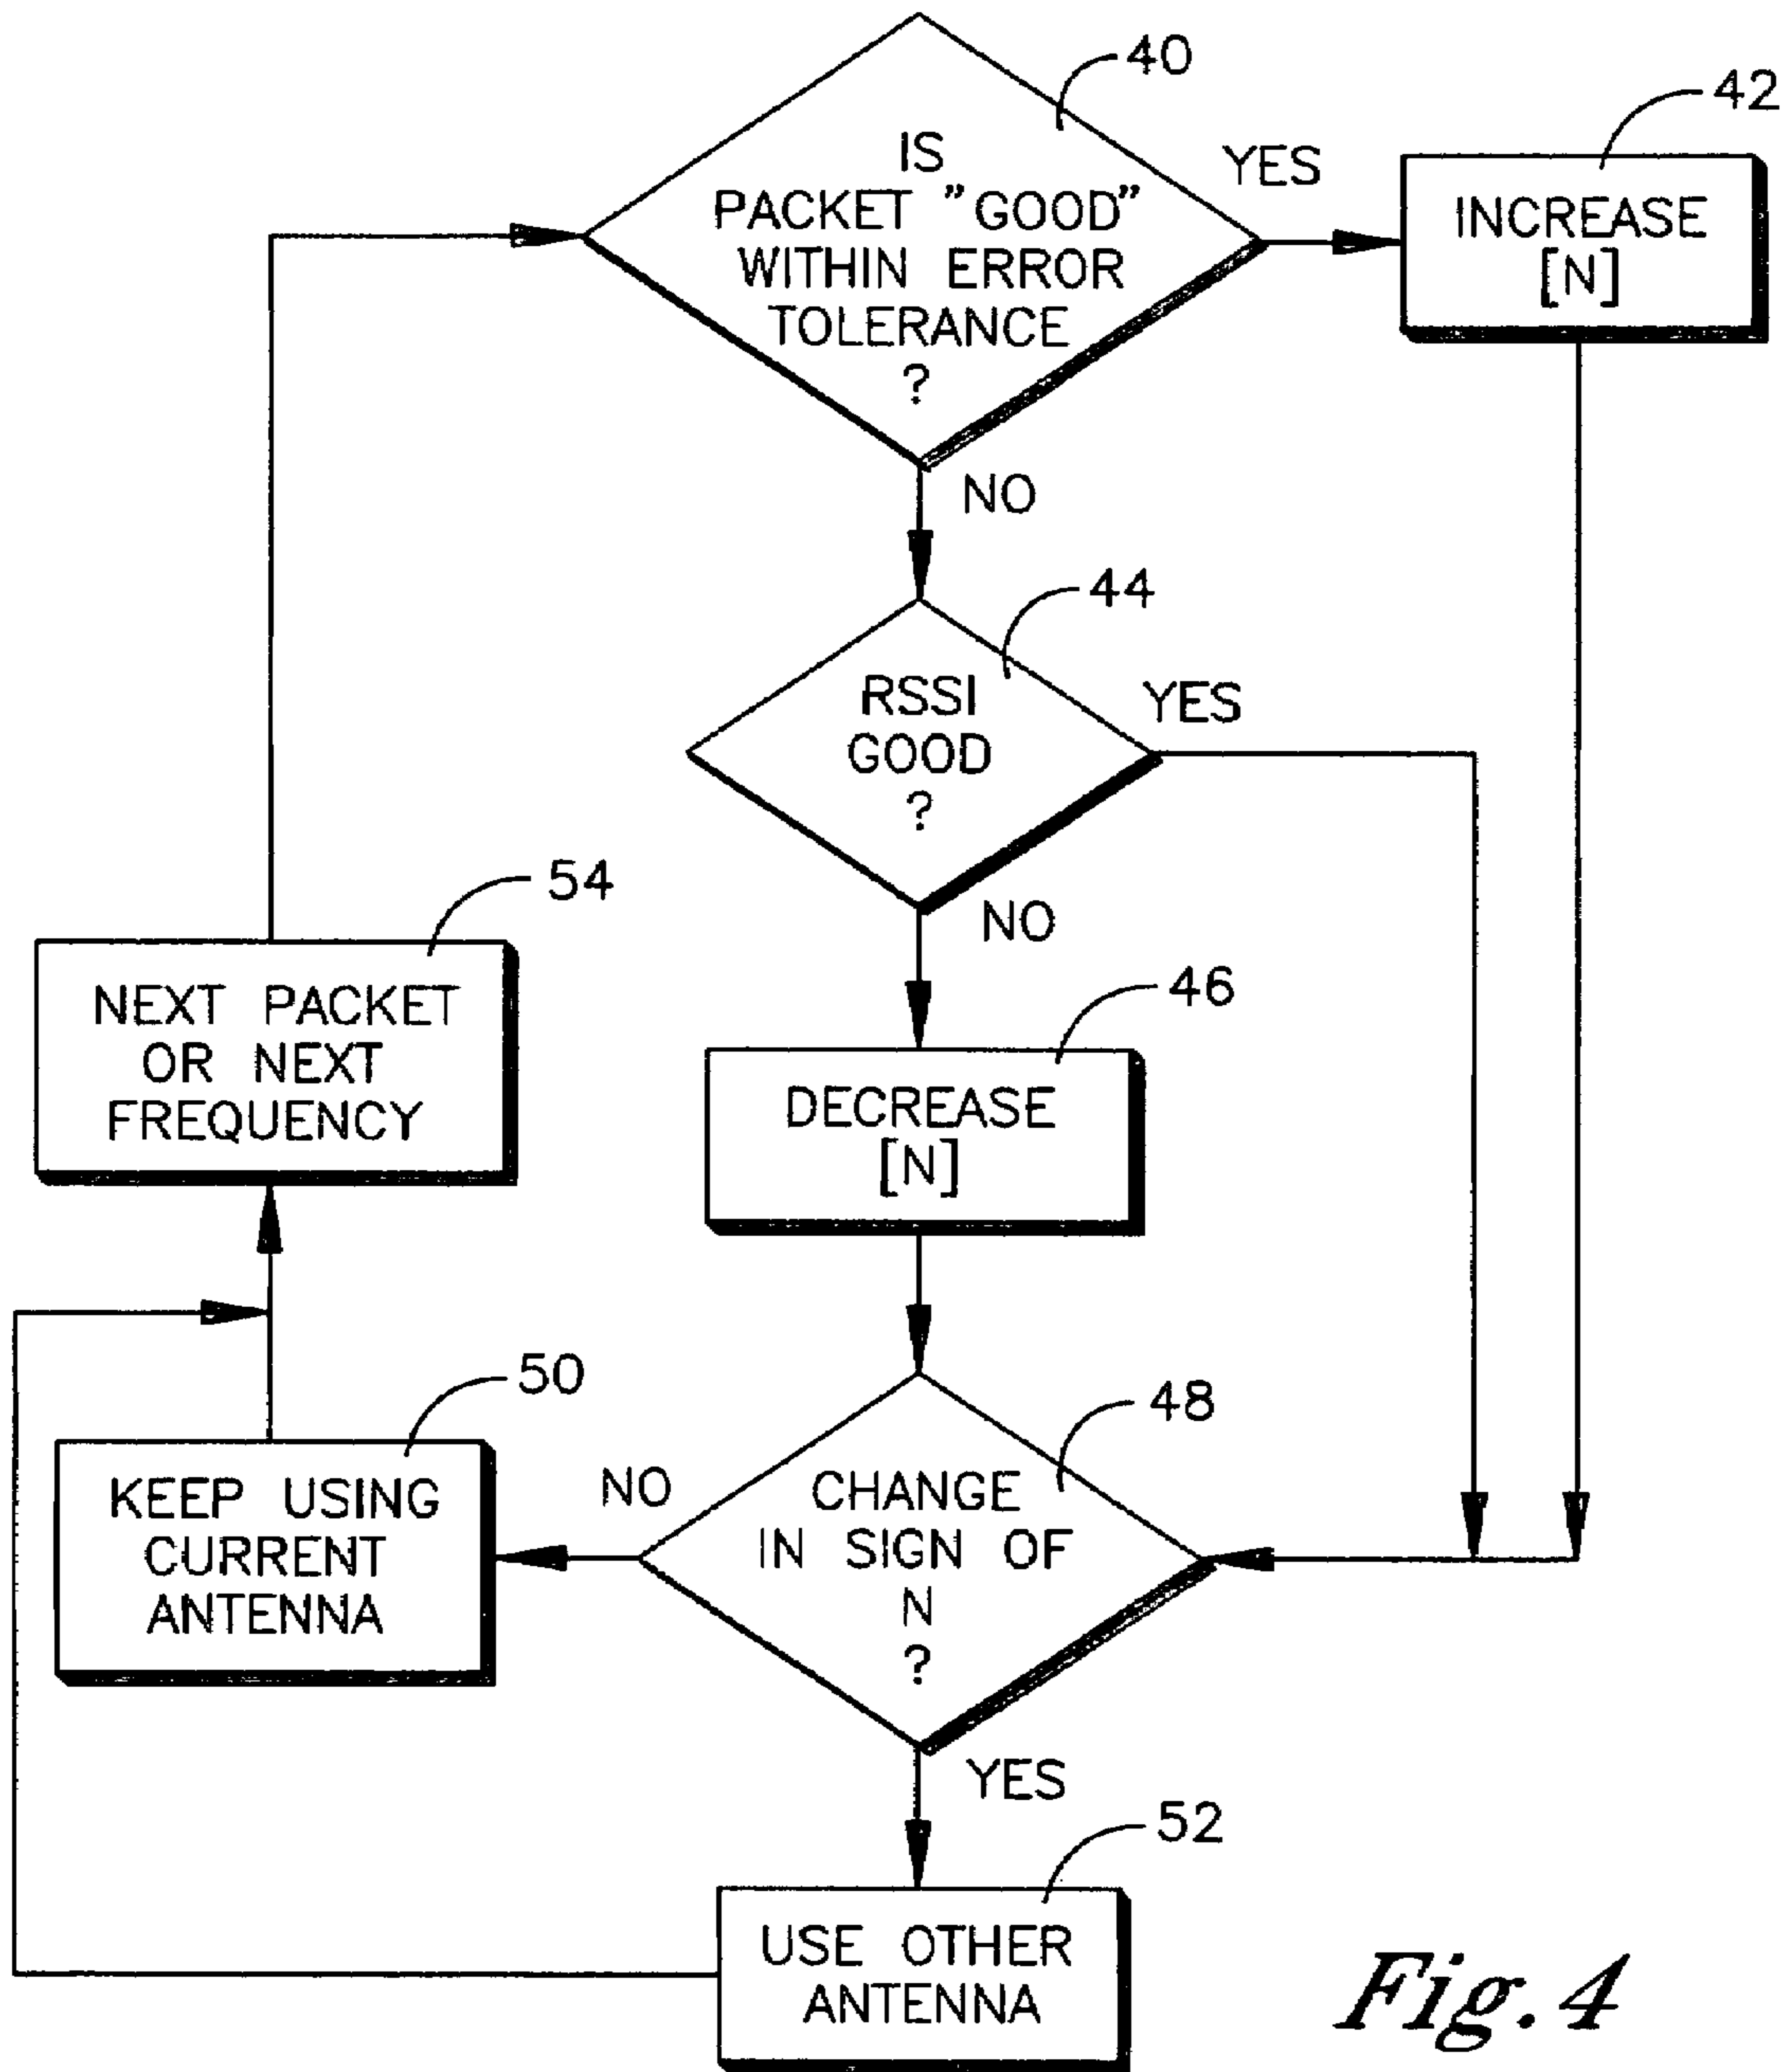 40
IS
PACKET "GOOD"
WITHIN ERROR
TOLERANCE
?
YES
42
INCREASE
[N]
NO
44
RSSI
GOOD
?
YES
NO
54
NEXT PACKET
OR NEXT
FREQUENCY
46
DECREASE
[N]
50
KEEP USING
CURRENT
ANTENNA
NO
48
CHANGE
IN SIGN OF
N
?
YES
52
USE OTHER
ANTENNA
Fig. 4